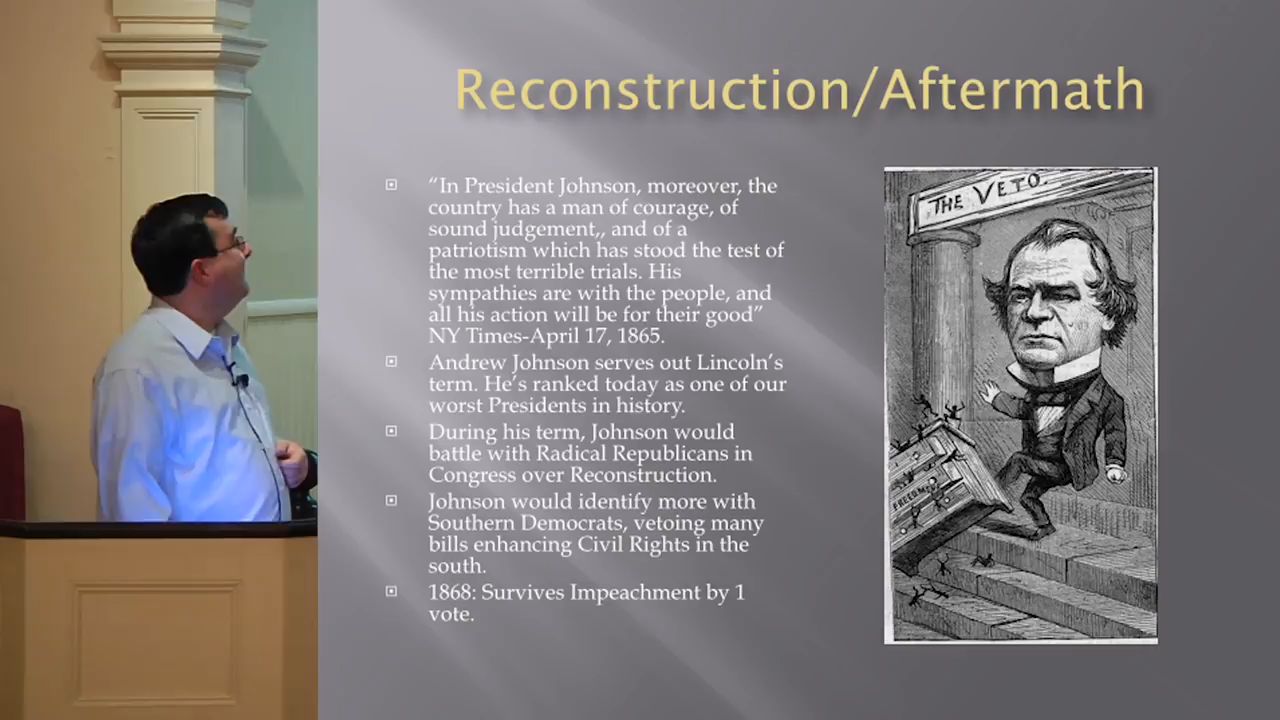 Reconstruction/Aftermath
“In President Johnson, moreover, the
country has a man of courage, of
sound judgement,, and of a
patriotism which has stood the test of
the most terrible trials. His
sympathies are with the people, and
all his action will be for their good”
NY Times-April 17, 1865.
Andrew Johnson serves out Lincoln’s
term. He’s ranked today as one of our
worst Presidents in history.
During his term, Johnson would
battle with Radical Republicans in
Congress over Reconstruction.
Johnson would identify more with
Southern Democrats, vetoing many
bills enhancing Civil Rights in the
south.
1868: Survives Impeachment by 1
vote.
THE VETO.